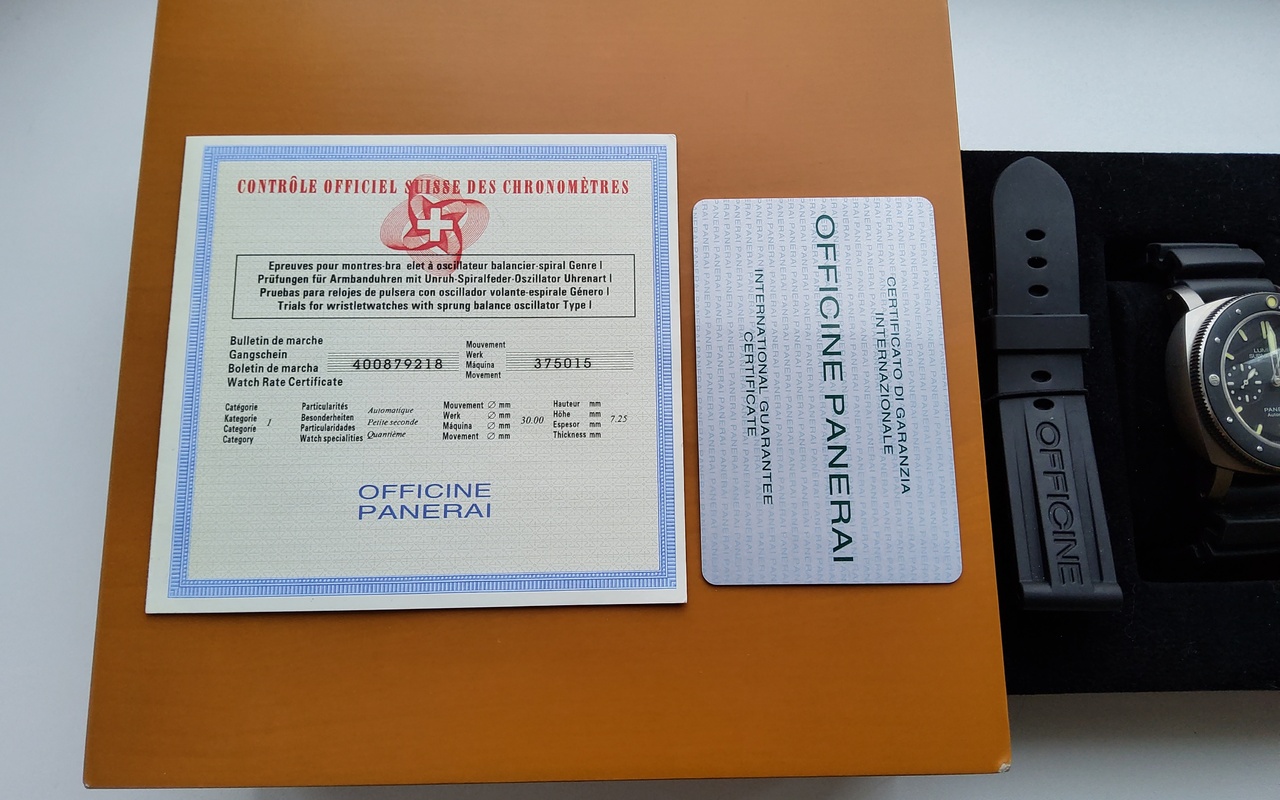 CONTRÔLE OFFICIEL SUISSE DES CHRONOMÈTRES
Epreuves pour montres-bra elet à oscillateur balancier-spiral Genre I
Prüfungen für Armbanduhren mit Unruh-Spiralfeder-Oszillator Uhrenart I
Pruebas para relojes de pulsera con oscillador volante-espirale Género I
Trials for wristletwatches with sprung balance oscillator Type I
Bulletin de marche
Gangschein
Boletin de marcha
Watch Rate Certificate
400879218
Mouvement
Werk
Máquina
Movement
375015
Catégorie
Kategorie
Categorie
Category
1
Particularités
Besonderheiten
Particularidades
Watch specialities
Automatique
Petite seconde
Quantième
Mouvement ∅ mm
Werk ∅ mm
Máquina ∅ mm
Movement ∅ mm
30.00
Hauteur mm
Höhe mm
Espesor mm
Thickness mm
7.25
OFFICINE
PANERAI
CERTIFICATO DI GARANZIA
INTERNAZIONALE
OFFICINE PANERAI
INTERNATIONAL GUARANTEE
CERTIFICATE
OFFICINE